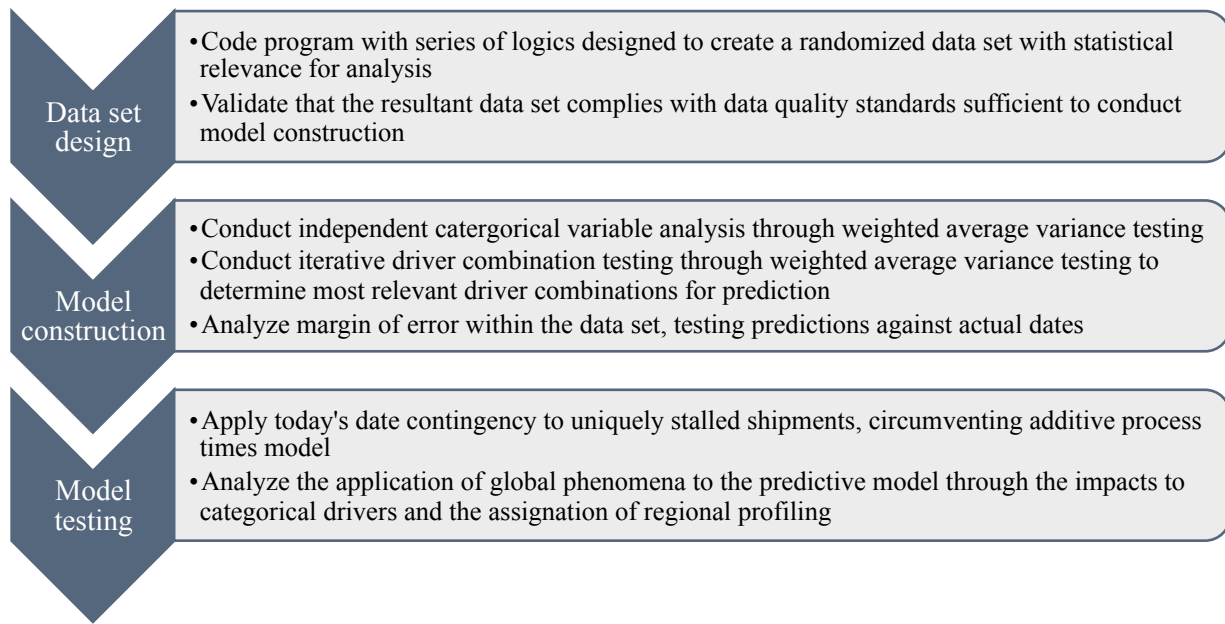 Data set
design
•Code program with series of logics designed to create a randomized data set with statistical
relevance for analysis
•Validate that the resultant data set complies with data quality standards sufficient to conduct
model construction
Model
construction
•Conduct independent catergorical variable analysis through weighted average variance testing
•Conduct iterative driver combination testing through weighted average variance testing to
determine most relevant driver combinations for prediction
•Analyze margin of error within the data set, testing predictions against actual dates
Model
testing
•Apply today's date contingency to uniquely stalled shipments, circumventing additive process
times model
•Analyze the application of global phenomena to the predictive model through the impacts to
categorical drivers and the assignation of regional profiling